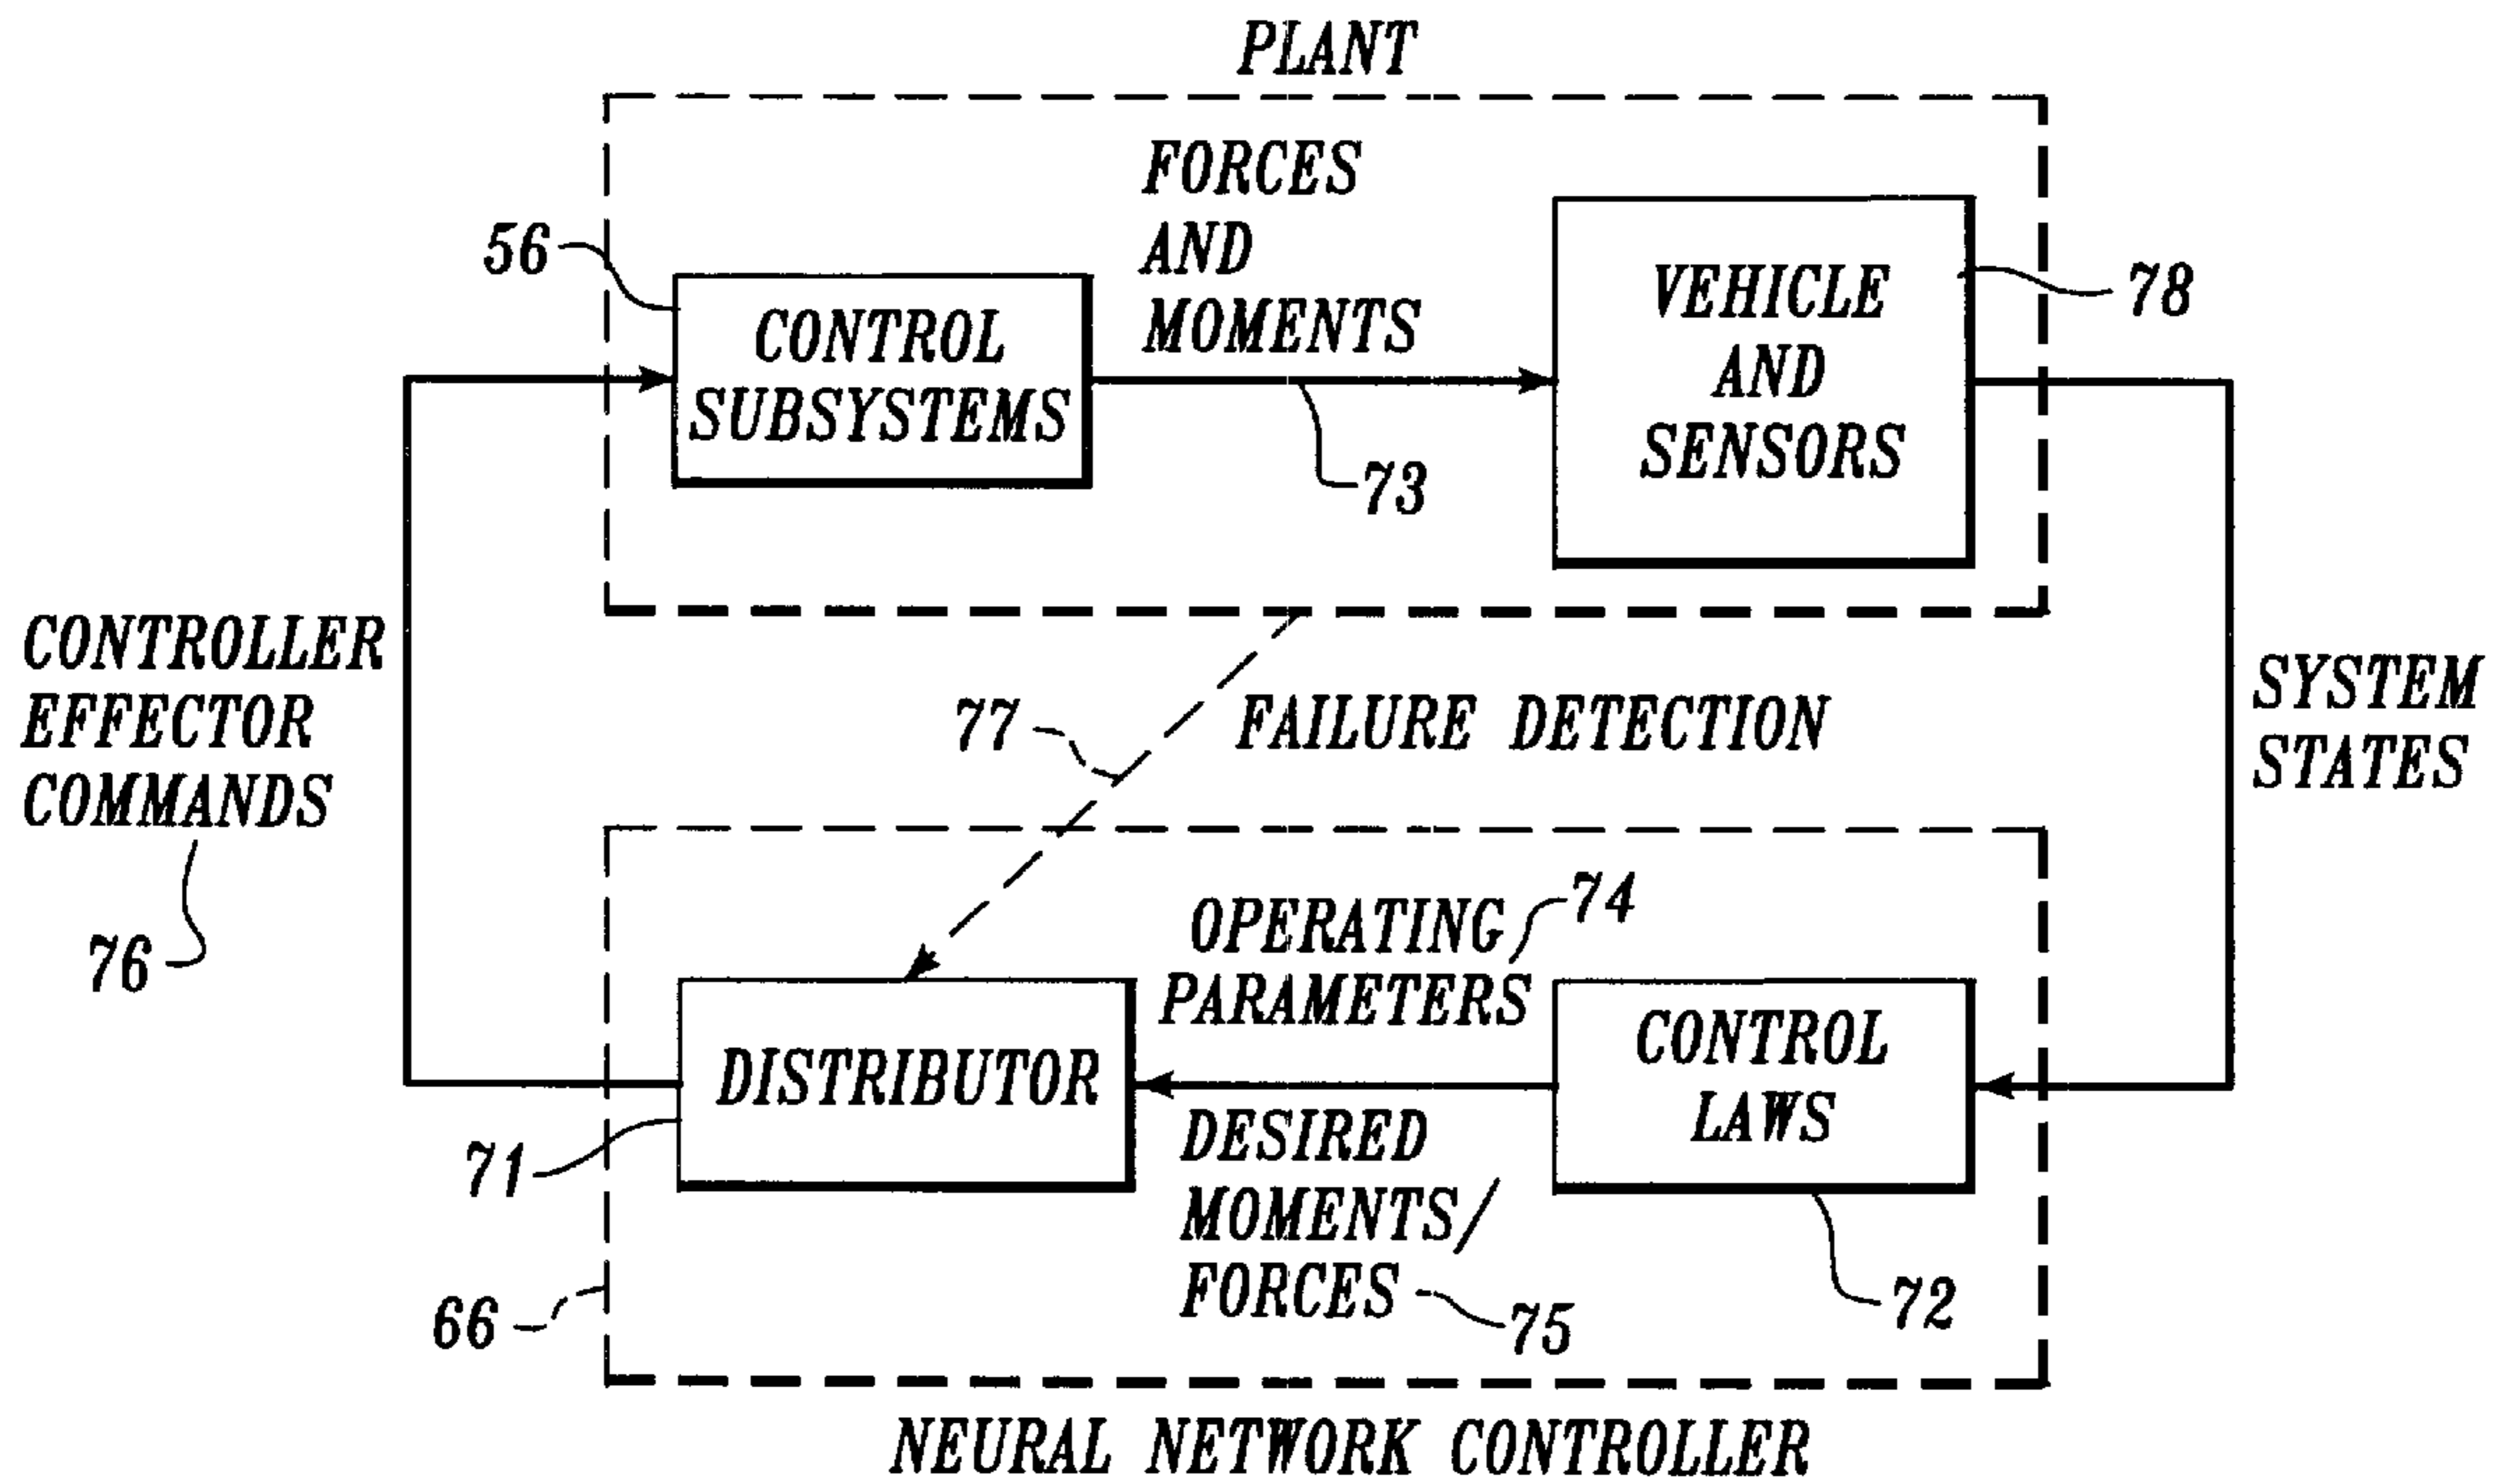 PLANT
FORCES
AND
MOMENTS
56
CONTROL
SUBSYSTEMS
VEHICLE
AND
SENSORS
78
73
CONTROLLER
EFFECTOR
COMMANDS
76
77
FAILURE DETECTION
SYSTEM
STATES
OPERATING
PARAMETERS
74
DISTRIBUTOR
71
CONTROL
LAWS
72
DESIRED
MOMENTS/
FORCES
75
66
NEURAL NETWORK CONTROLLER